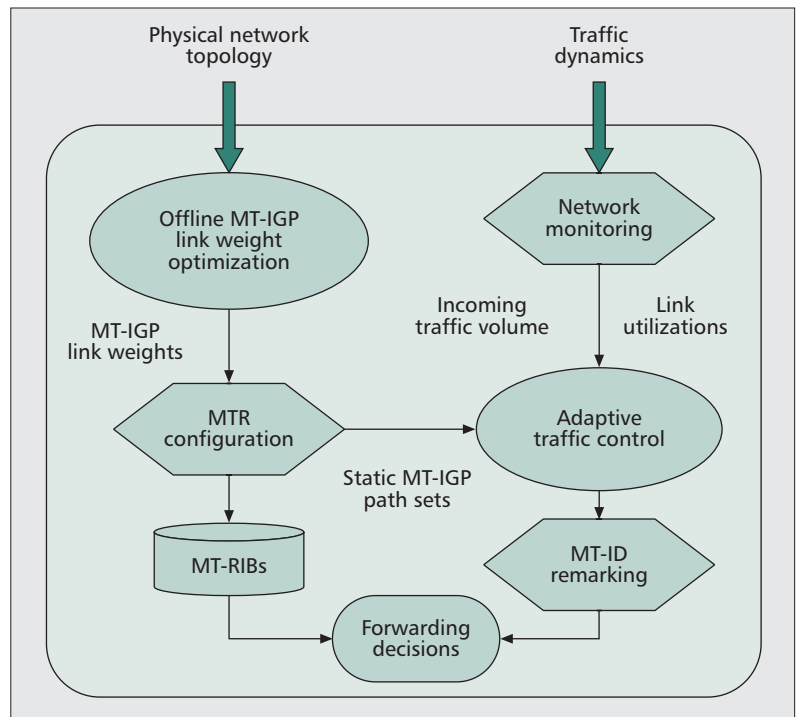 Physical network
topology
Traffic
dynamics
Offline MT-IGP
link weight
optimization
Network
monitoring
MT-IGP
link weights
Incoming
traffic volume
Link
utilizations
MTR
configuration
Adaptive
traffic control
Static MT-IGP
path sets
MT-RIBs
MT-ID
remarking
Forwarding
decisions